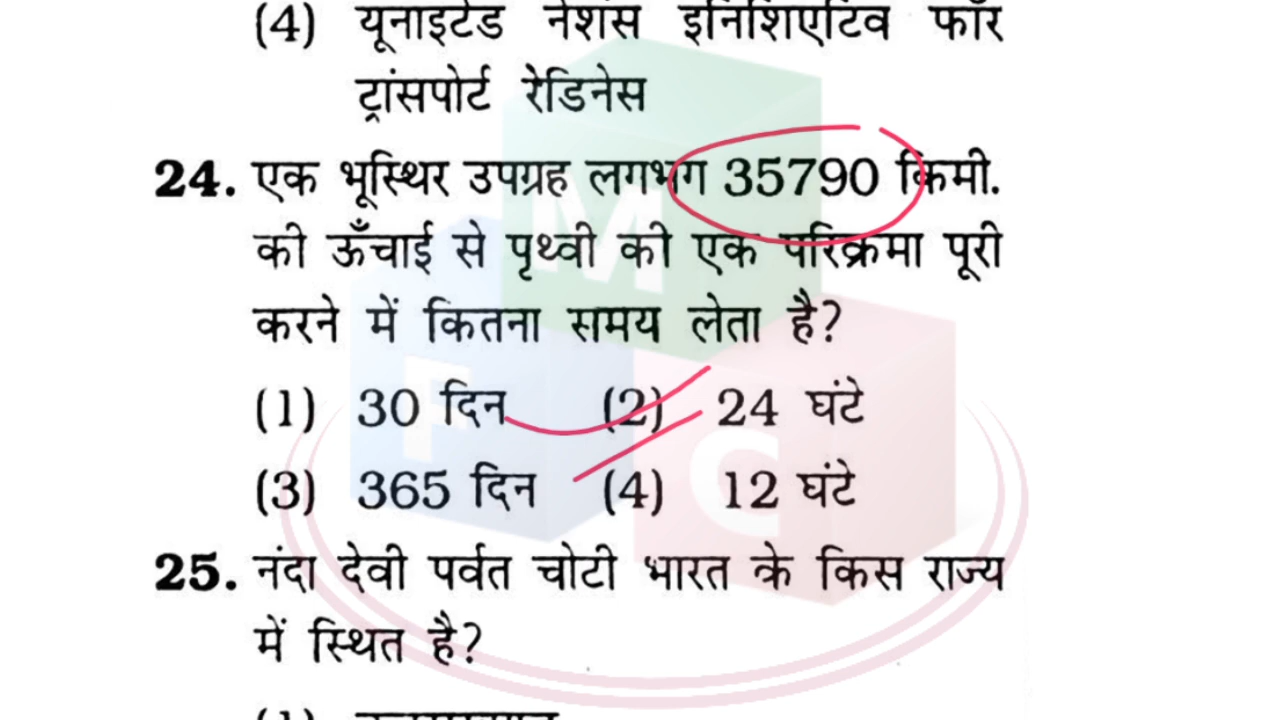 (4) यूनाइटेड नेशंस इनिशिएटिव फॉर
ट्रांसपोर्ट रेडिनेस
24. एक भूस्थिर उपग्रह लगभग 35790 किमी.
की ऊँचाई से पृथ्वी की एक परिक्रमा पूरी
करने में कितना समय लेता है?
(1) 30 दिन (2) 24 घंटे
(3) 365 दिन (4) 12 घंटे
25. नंदा देवी पर्वत चोटी भारत के किस राज्य
में स्थित है?
(1)
M
F
C